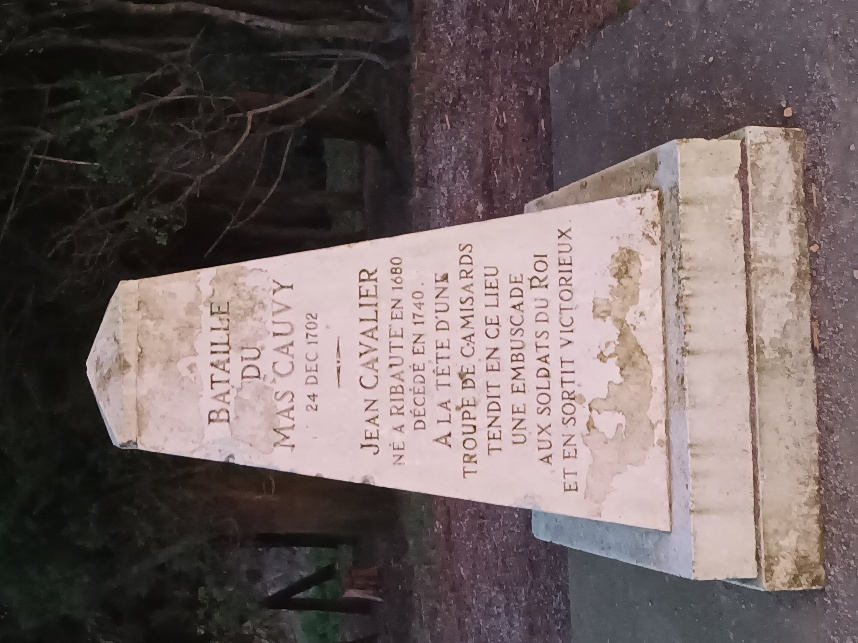 BATAILLE
DU
MAS CAUVY
24 DEC 1702
JEAN CAVALIER
NÉ A RIBAUTE EN 1680
DÉCÉDÉ EN 1740.
A LA TÊTE D'UNE
TROUPE DE CAMISARDS
TENDIT EN CE LIEU
UNE EMBUSCADE
AUX SOLDATS DU ROI
ET EN SORTIT VICTORIEUX.